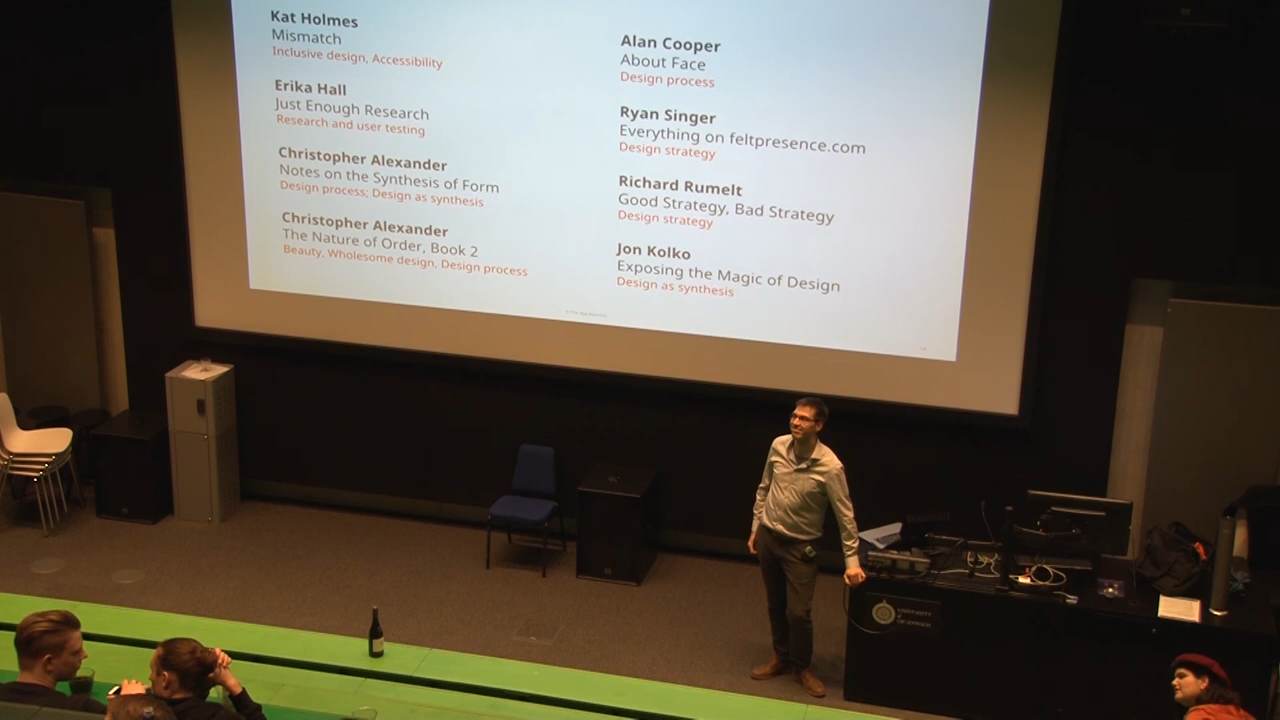 Kat Holmes
Mismatch
Inclusive design, Accessibility
Erika Hall
Just Enough Research
Research and user testing
Christopher Alexander
Notes on the Synthesis of Form
Design process; Design as synthesis
Christopher Alexander
The Nature of Order, Book 2
Beauty, Wholesome design, Design process
Alan Cooper
About Face
Design process
Ryan Singer
Everything on feltpresence.com
Design strategy
Richard Rumelt
Good Strategy, Bad Strategy
Design strategy
Jon Kolko
Exposing the Magic of Design
Design as synthesis
UNIVERSITY